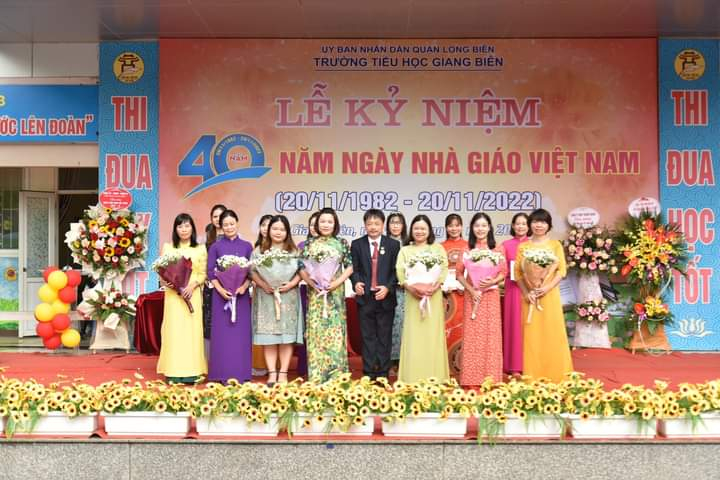 ỦY BAN NHÂN DÂN QUẬN LONG BIÊN
TRƯỜNG TIỂU HỌC GIANG BIÊN
LỄ KỶ NIỆM
40 NĂM
NĂM NGÀY NHÀ GIÁO VIỆT NAM
(20/11/1982 - 20/11/2022)
ỚC LÊN ĐOÀN"
THI
ĐUA
THI
ĐUA
HỌC
TỐT